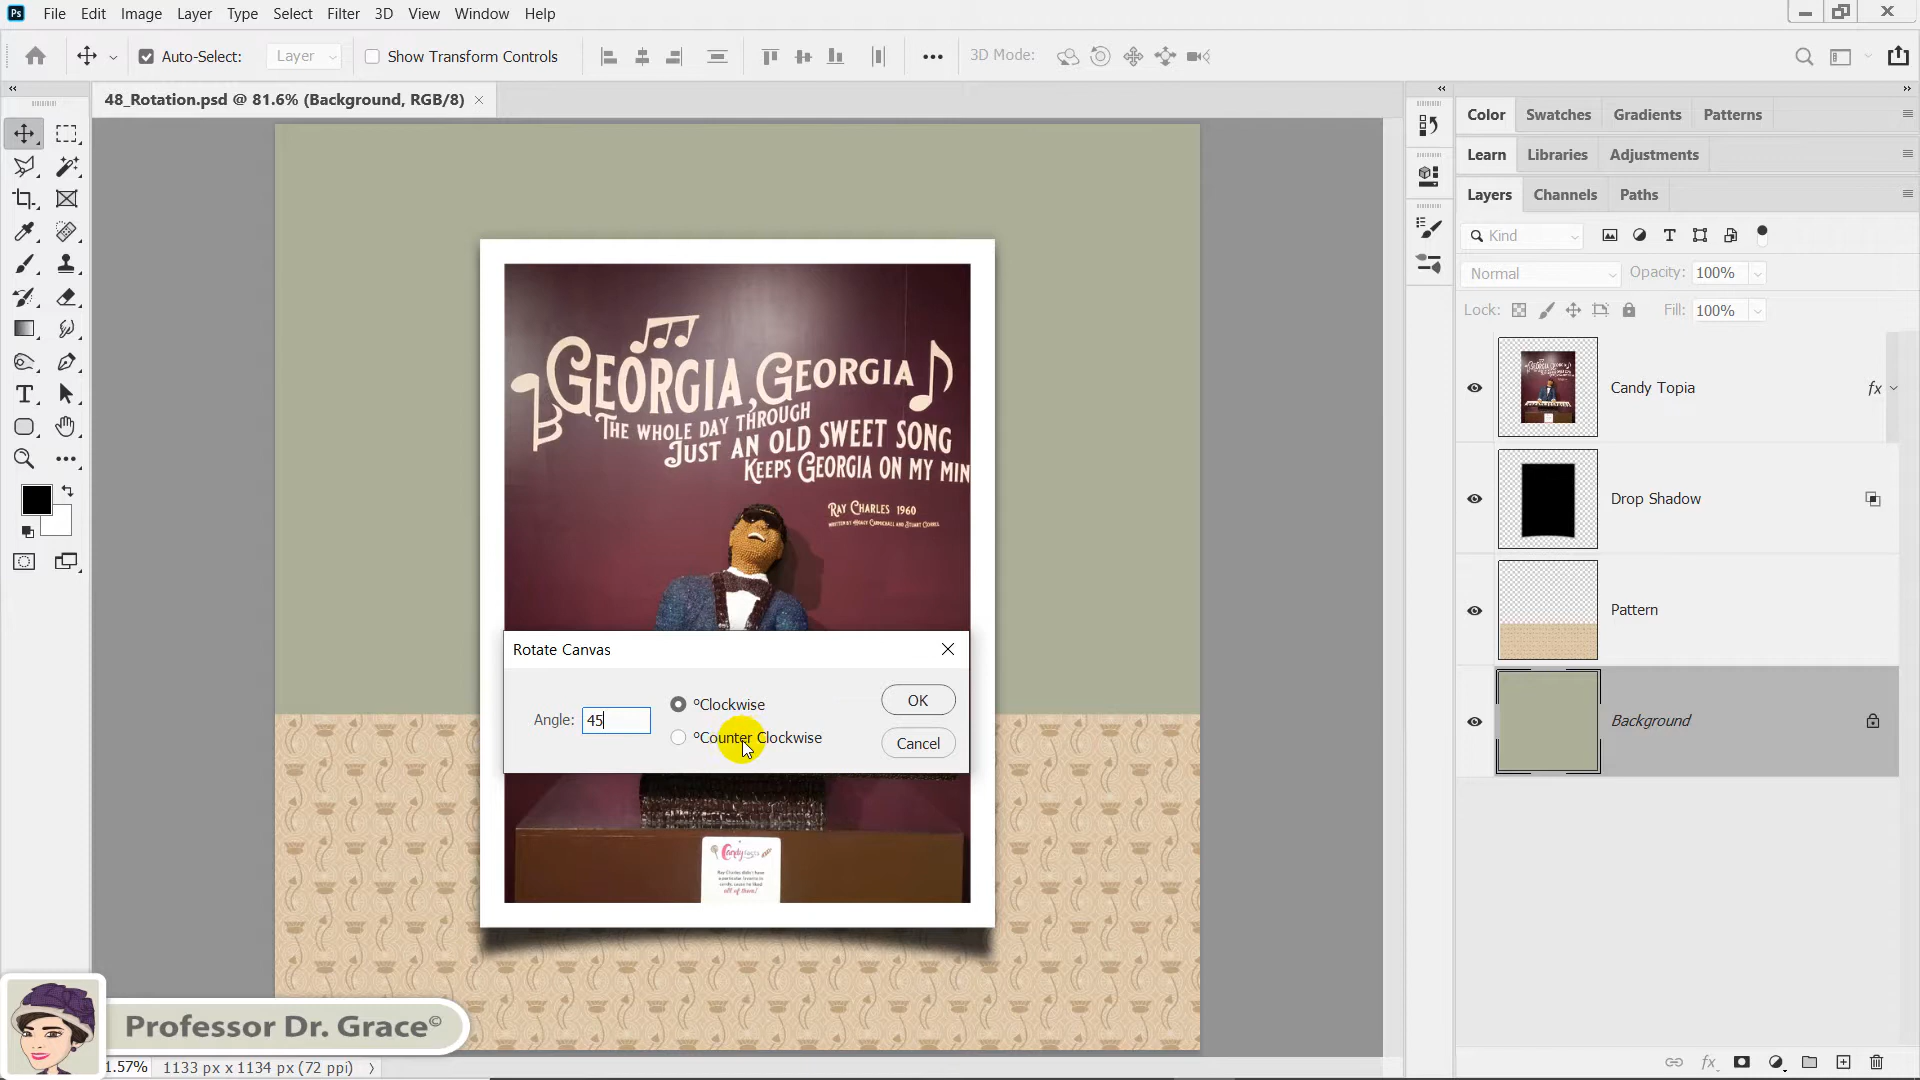 Ps File Edit Image Layer Type Select Filter 3D View Window Help
Auto-Select: Layer Show Transform Controls 3D Mode:
48_Rotation.psd @ 81.6% (Background, RGB/8)
Color Swatches Gradients Patterns
Learn Libraries Adjustments
Layers Channels Paths
Kind
Normal Opacity: 100%
Lock: Fill: 100%
Candy Topia fx
Drop Shadow
Pattern
Background
GEORGIA, GEORGIA
THE WHOLE DAY THROUGH
JUST AN OLD SWEET SONG
KEEPS GEORGIA ON MY MIN
RAY CHARLES 1960
Rotate Canvas
Angle: 45
°Clockwise
°Counter Clockwise
OK
Cancel
all of them!
Professor Dr. Grace©
1.57% 1133 px x 1134 px (72 ppi)
fx